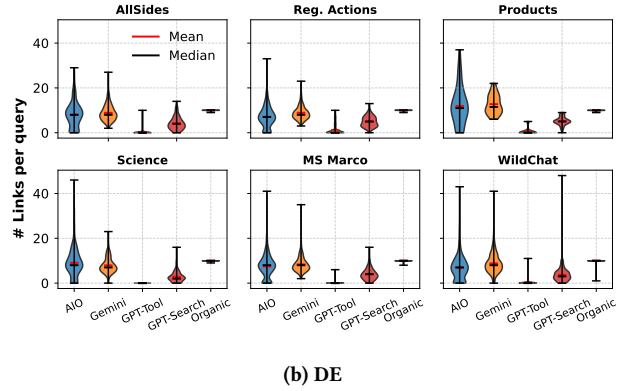 AllSides
Reg. Actions
Products
Mean
Median
40
20
0
# Links per query
Science
MS Marco
WildChat
40
20
0
AIO
Gemini
GPT-Tool
GPT-Search
Organic
AIO
Gemini
GPT-Tool
GPT-Search
Organic
AIO
Gemini
GPT-Tool
GPT-Search
Organic
(b) DE